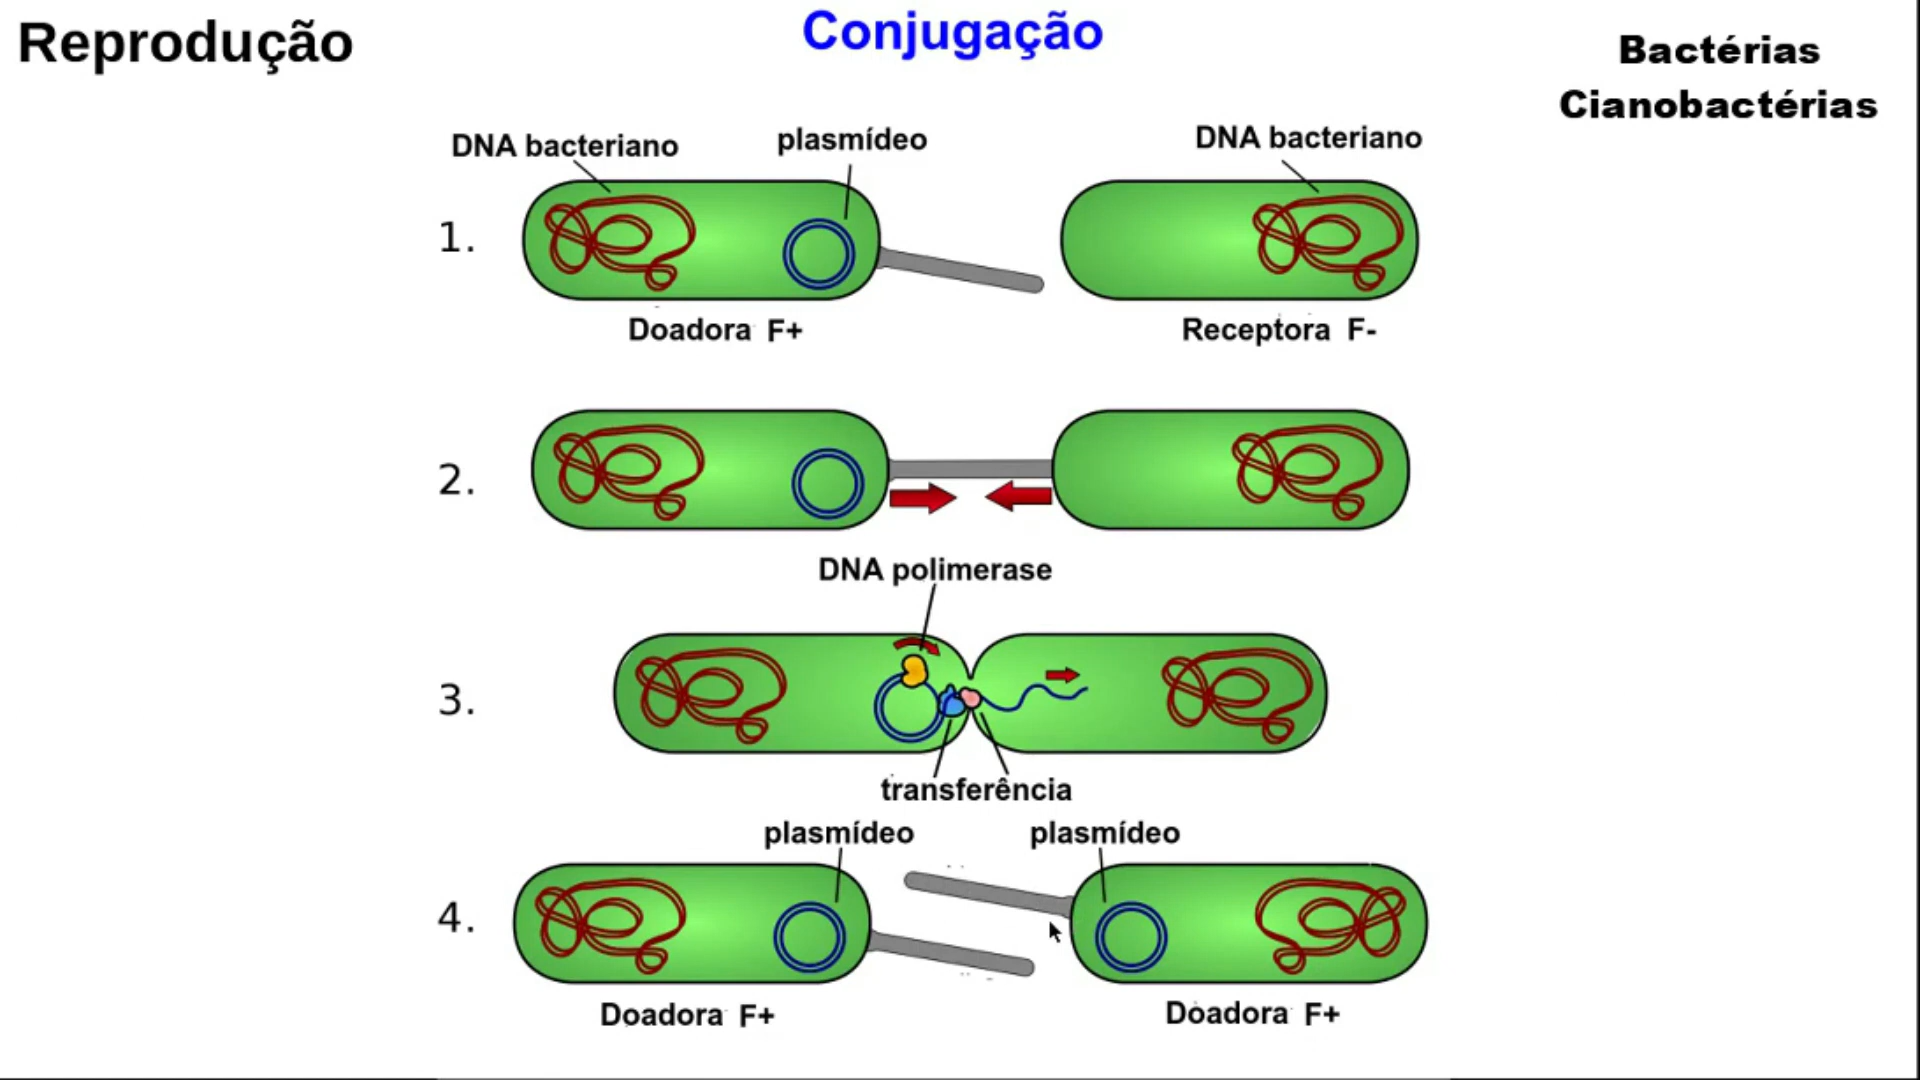 Reprodução
Conjugação
Bactérias
Cianobactérias
DNA bacteriano
plasmídeo
DNA bacteriano
1.
Doadora F+
Receptora F-
2.
DNA polimerase
3.
transferência
plasmídeo
plasmídeo
4.
Doadora F+
Doadora F+